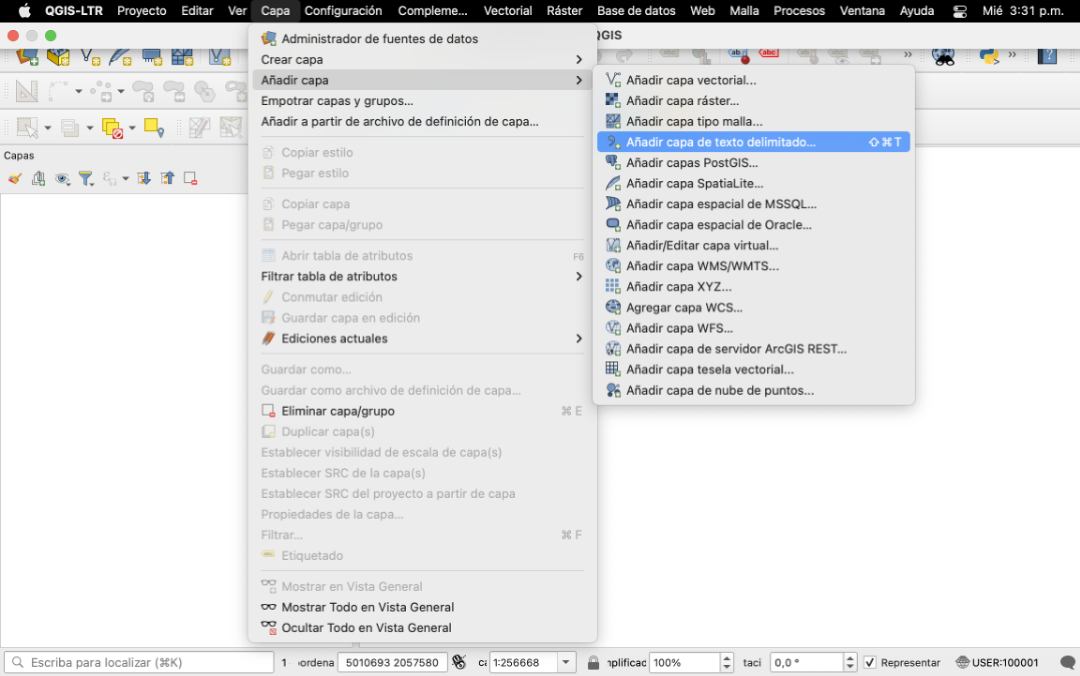 QGIS-LTR Proyecto Editar Ver Capa Configuración Compleme... Vectorial Ráster Base de datos Web Malla Procesos Ventana Ayuda Mié 3:31 p.m.
QGIS
abc
Capas
Administrador de fuentes de datos
Crear capa
Añadir capa
Empotrar capas y grupos...
Añadir a partir de archivo de definición de capa...
Copiar estilo
Pegar estilo
Copiar capa
Pegar capa/grupo
Abrir tabla de atributos F6
Filtrar tabla de atributos
Conmutar edición
Guardar capa en edición
Ediciones actuales
Guardar como...
Guardar como archivo de definición de capa...
Eliminar capa/grupo ⌘ E
Duplicar capa(s)
Establecer visibilidad de escala de capa(s)
Establecer SRC de la capa(s)
Establecer SRC del proyecto a partir de capa
Propiedades de la capa...
Filtrar... ⌘ F
Etiquetado
Mostrar en Vista General
Mostrar Todo en Vista General
Ocultar Todo en Vista General
Añadir capa vectorial...
Añadir capa ráster...
Añadir capa tipo malla...
Añadir capa de texto delimitado... ⇧⌘T
Añadir capas PostGIS...
Añadir capa SpatiaLite...
Añadir capa espacial de MSSQL...
Añadir capa espacial de Oracle...
Añadir/Editar capa virtual...
Añadir capa WMS/WMTS...
Añadir capa XYZ...
Agregar capa WCS...
Añadir capa WFS...
Añadir capa de servidor ArcGIS REST...
Añadir capa tesela vectorial...
Añadir capa de nube de puntos...
Escriba para localizar (⌘K) 1 ordena 5010693 2057580 1:256668 plificad 100% taci 0,0 ° Representar USER:100001